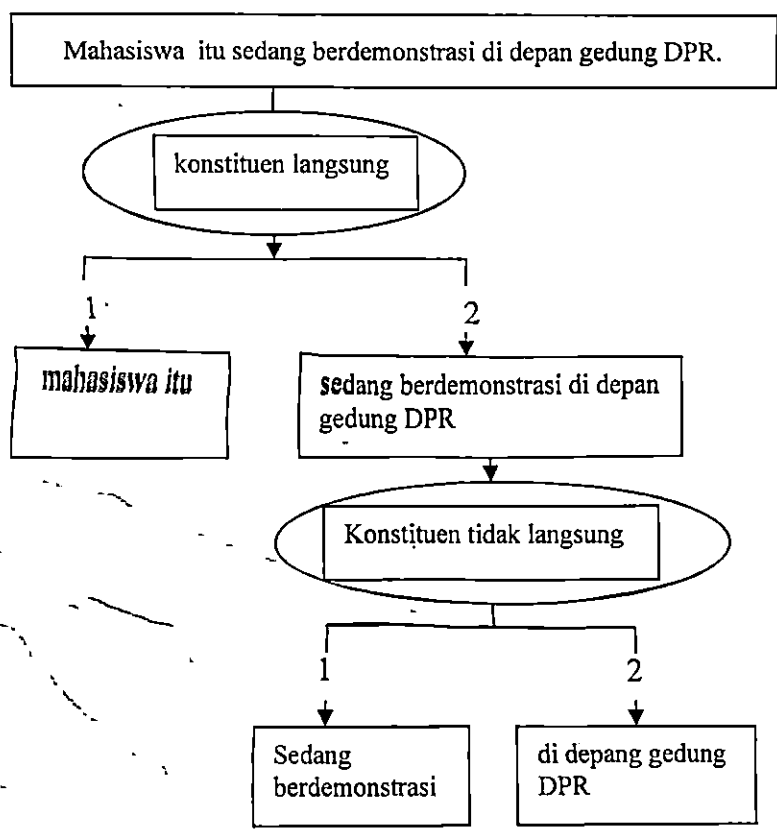 Mahasiswa itu sedang berdemonstrasi di depan gedung DPR.
konstituen langsung
1
2
mahasiswa itu
sedang berdemonstrasi di depan
gedung DPR
Konstituen tidak langsung
1
2
Sedang
berdemonstrasi
di depang gedung
DPR